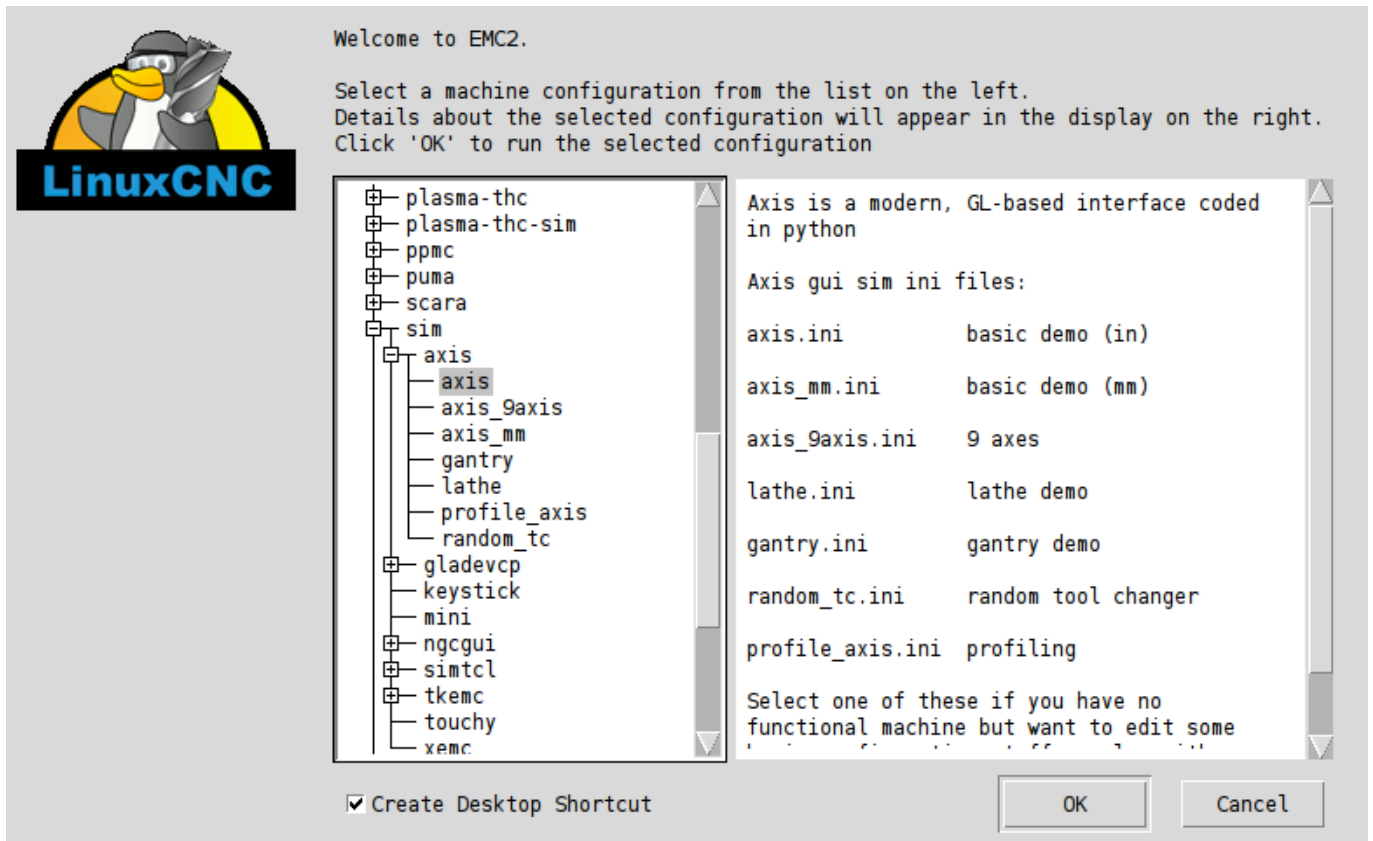 LinuxCNC
Welcome to EMC2.
Select a machine configuration from the list on the left.
Details about the selected configuration will appear in the display on the right.
Click 'OK' to run the selected configuration
plasma-thc
plasma-thc-sim
ppmc
puma
scara
sim
axis
axis
axis_9axis
axis_mm
gantry
lathe
profile_axis
random_tc
gladevcp
keystick
mini
ngcgui
simtcl
tkemc
touchy
xemc
Axis is a modern, GL-based interface coded
in python
Axis gui sim ini files:
axis.ini basic demo (in)
axis_mm.ini basic demo (mm)
axis_9axis.ini 9 axes
lathe.ini lathe demo
gantry.ini gantry demo
random_tc.ini random tool changer
profile_axis.ini profiling
Select one of these if you have no
functional machine but want to edit some
Create Desktop Shortcut
OK
Cancel